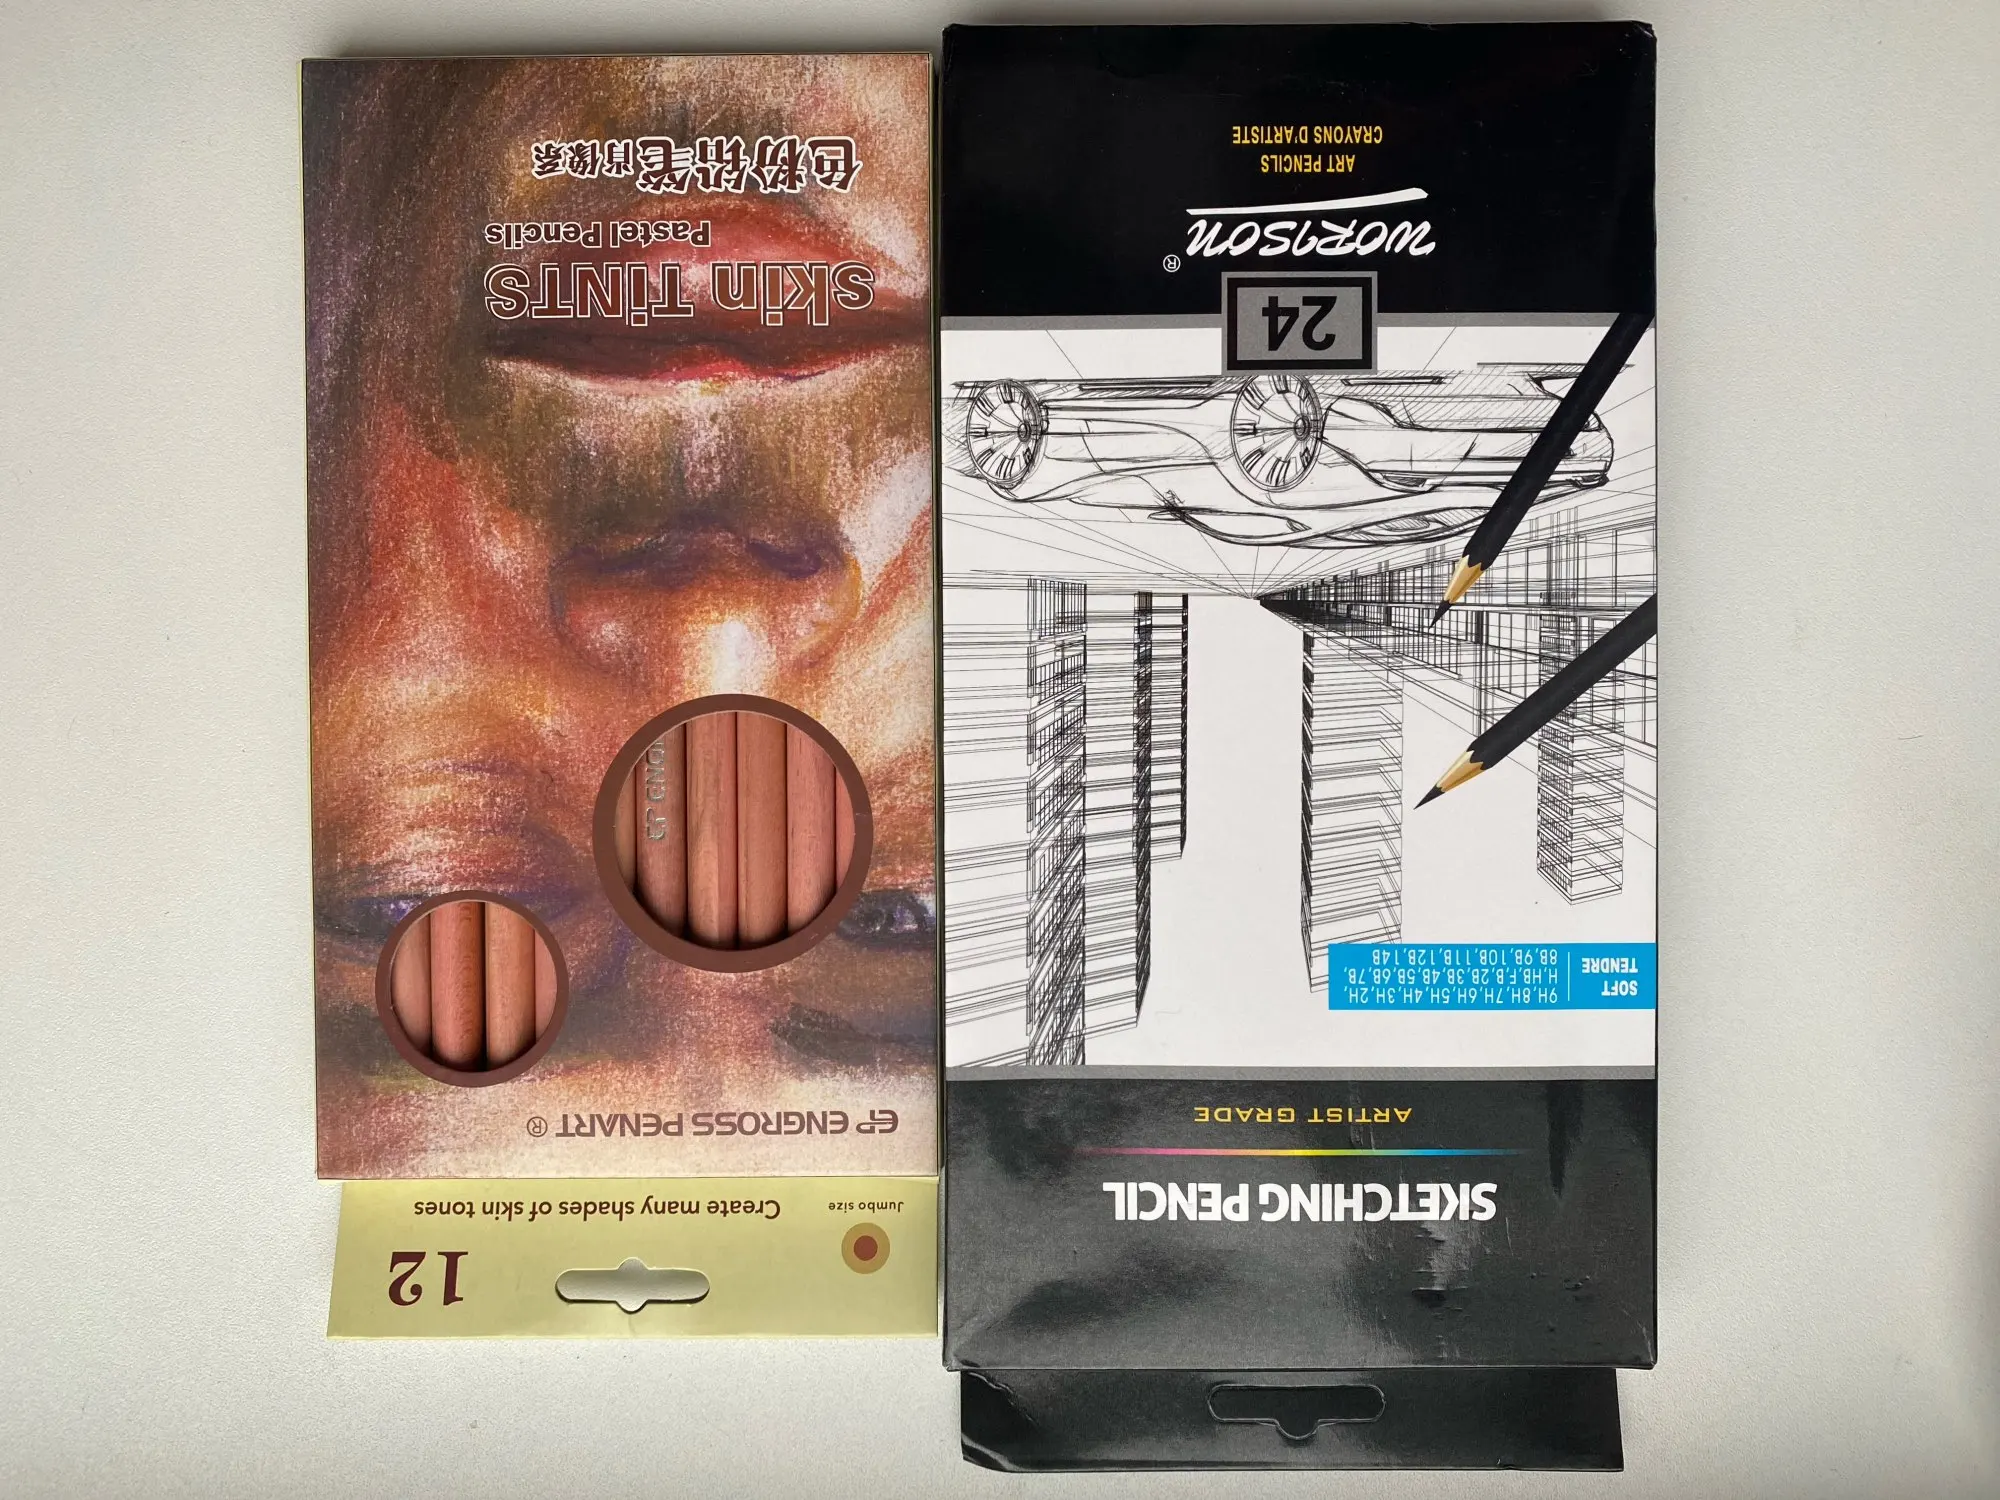 12
Jumbo size
Create many shades of skin tones
EP ENGROSS PENART ®
EP ENGR
skin TiNTS
Pastel Pencils
色粉铅笔肖像系
SKETCHING PENCIL
ARTIST GRADE
SOFT
TENDRE
9H,8H,7H,6H,5H,4H,3H,2H,
H,HB,F,B,2B,3B,4B,5B,6B,7B
8B,9B,10B,11B,12B,14B
24
WORISON®
ART PENCILS
CRAYONS D'ARTISTE